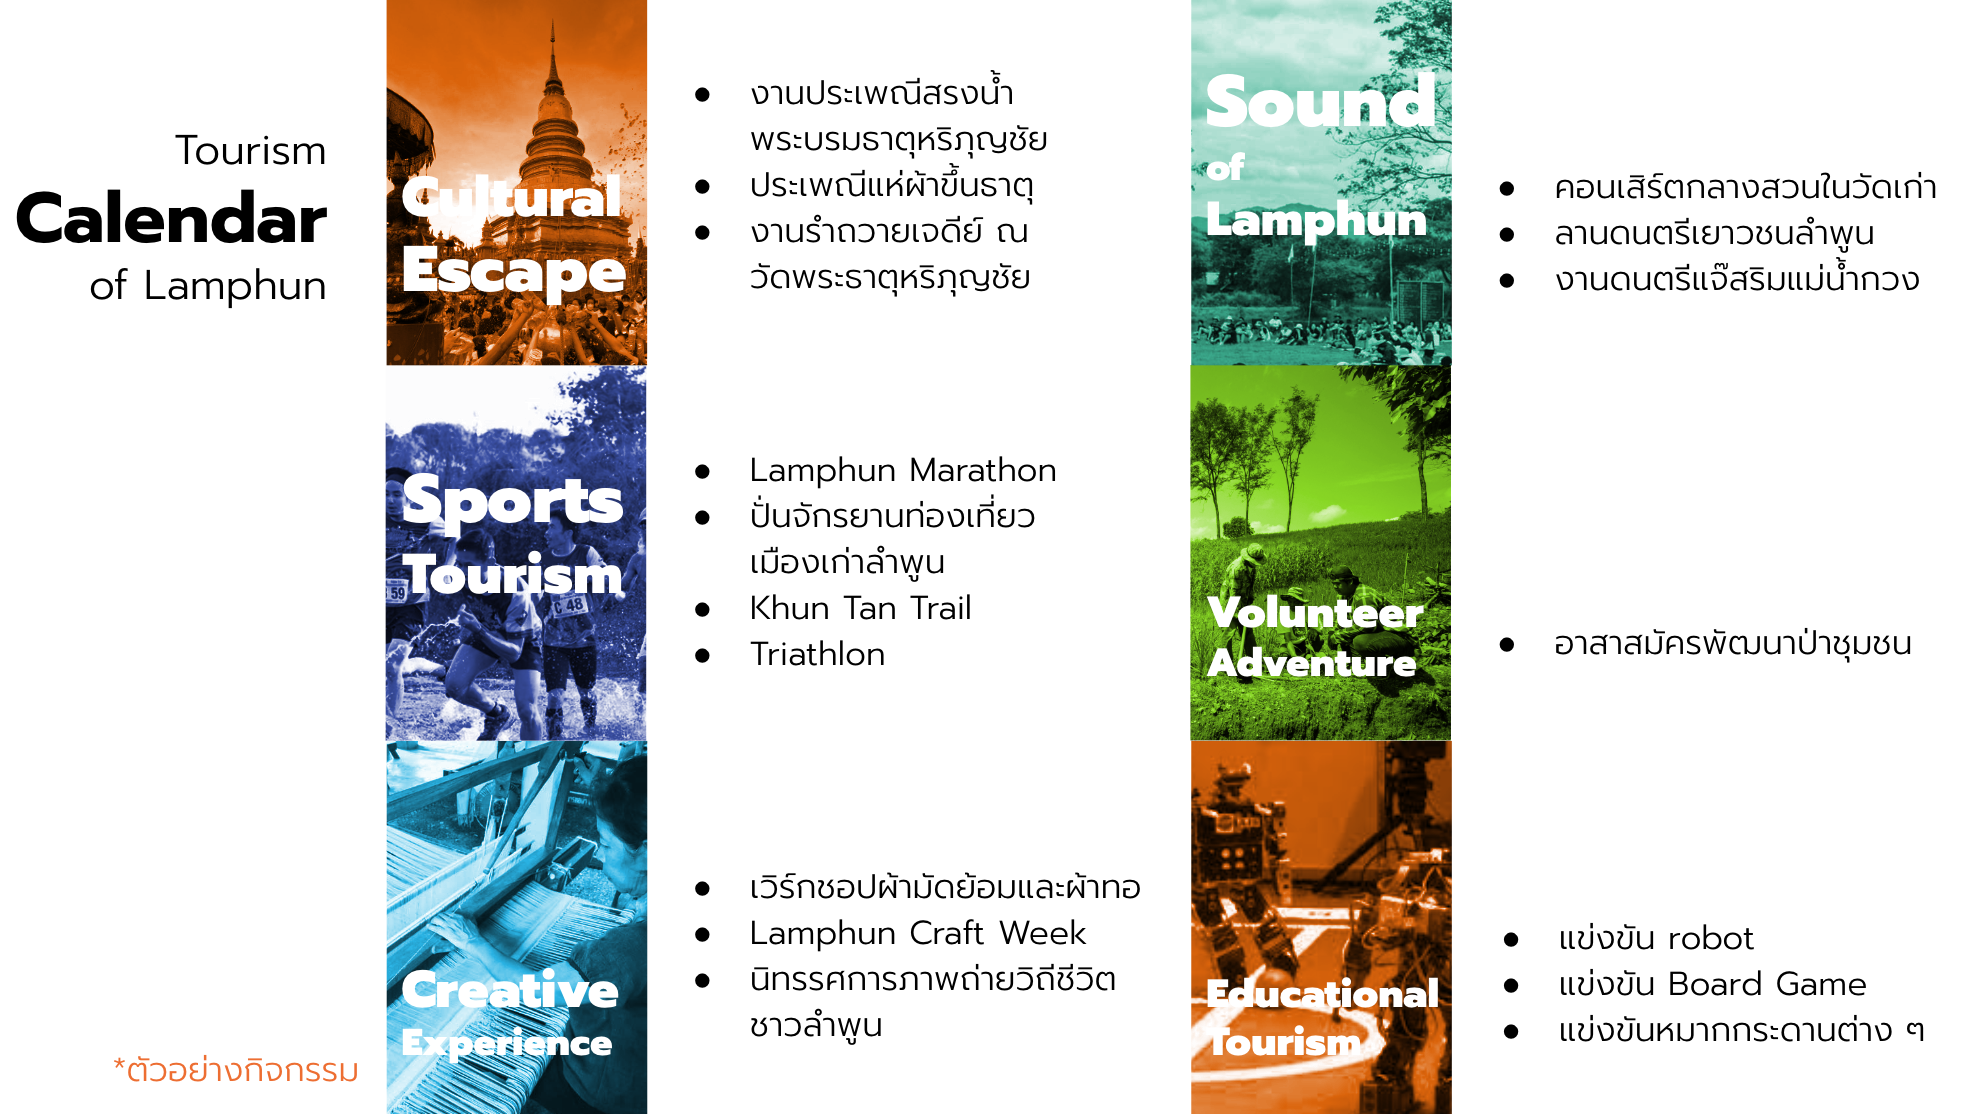 Tourism
Calendar
of Lamphun
Cultural
Escape
● งานประเพณีสรงน้ำ
พระบรมธาตุหริภุญชัย
● ประเพณีแห่ผ้าขึ้นธาตุ
● งานรำถวายเจดีย์ ณ
วัดพระธาตุหริภุญชัย
Sports
Tourism
59
C 48
● Lamphun Marathon
● ปั่นจักรยานท่องเที่ยว
เมืองเก่าลำพูน
● Khun Tan Trail
● Triathlon
Creative
Experience
● เวิร์กชอปผ้ามัดย้อมและผ้าทอ
● Lamphun Craft Week
● นิทรรศการภาพถ่ายวิถีชีวิต
ชาวลำพูน
Sound
of
Lamphun
● คอนเสิร์ตกลางสวนในวัดเก่า
● ลานดนตรีเยาวชนลำพูน
● งานดนตรีแจ๊สริมแม่น้ำกวง
Volunteer
Adventure
● อาสาสมัครพัฒนาป่าชุมชน
Educational
Tourism
● แข่งขัน robot
● แข่งขัน Board Game
● แข่งขันหมากกระดานต่าง ๆ
*ตัวอย่างกิจกรรม